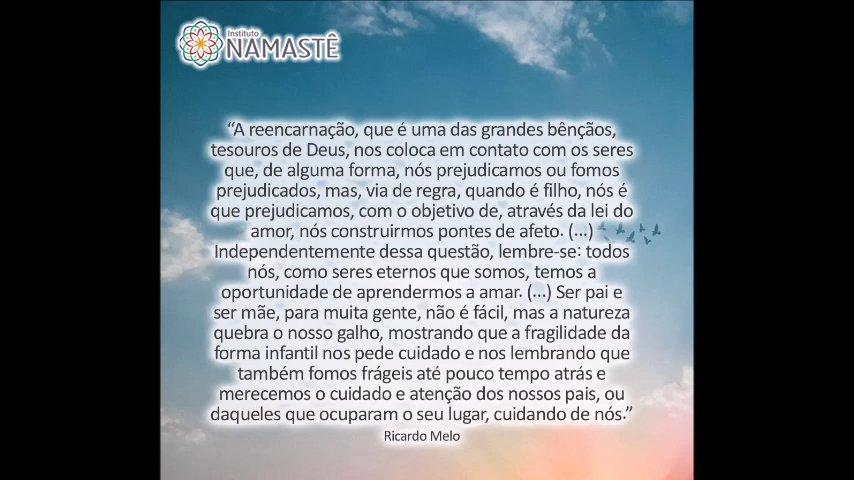 Instituto
NAMASTÊ
“A reencarnação, que é uma das grandes bênçãos,
tesouros de Deus, nos coloca em contato com os seres
que, de alguma forma, nós prejudicamos ou fomos
prejudicados, mas, via de regra, quando é filho, nós é
que prejudicamos, com o objetivo de, através da lei do
amor, nós construirmos pontes de afeto. (...)
Independentemente dessa questão, lembre-se: todos
nós, como seres eternos que somos, temos a
oportunidade de aprendermos a amar. (...) Ser pai e
ser mãe, para muita gente, não é fácil, mas a natureza
quebra o nosso galho, mostrando que a fragilidade da
forma infantil nos pede cuidado e nos lembrando que
também fomos frágeis até pouco tempo atrás e
merecemos o cuidado e atenção dos nossos pais, ou
daqueles que ocuparam o seu lugar, cuidando de nós.”
Ricardo Melo